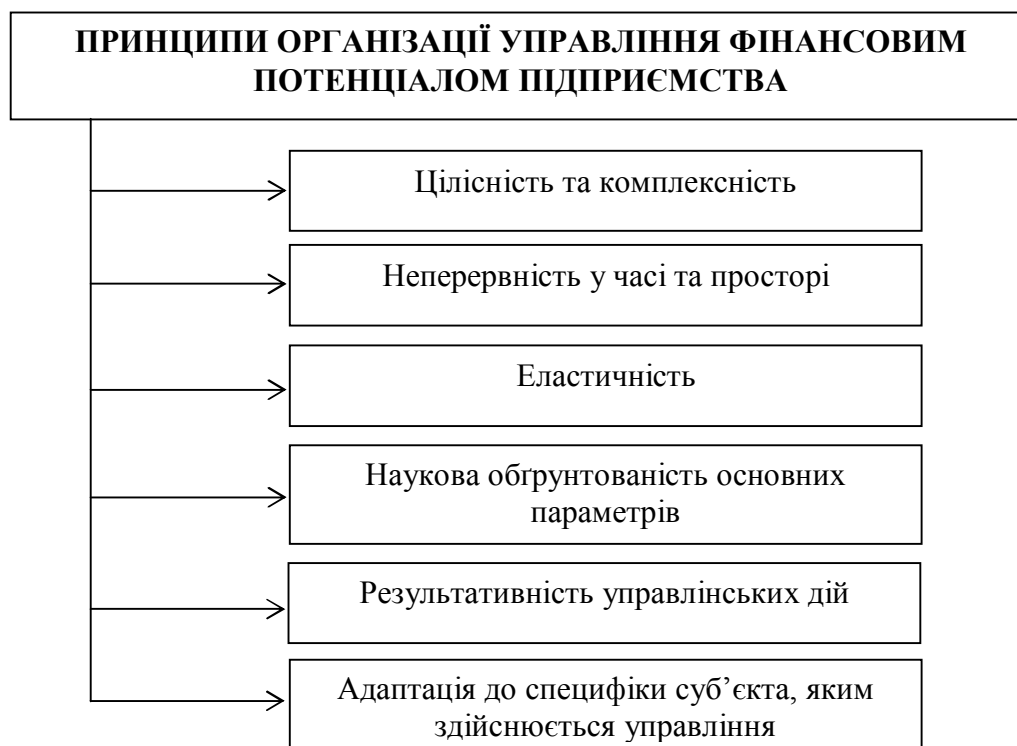 ПРИНЦИПИ ОРГАНІЗАЦІЇ УПРАВЛІННЯ ФІНАНСОВИМ
ПОТЕНЦІАЛОМ ПІДПРИЄМСТВА
Цілісність та комплексність
Неперервність у часі та просторі
Еластичність
Наукова обґрунтованість основних
параметрів
Результативність управлінських дій
Адаптація до специфіки суб’єкта, яким
здійснюється управління